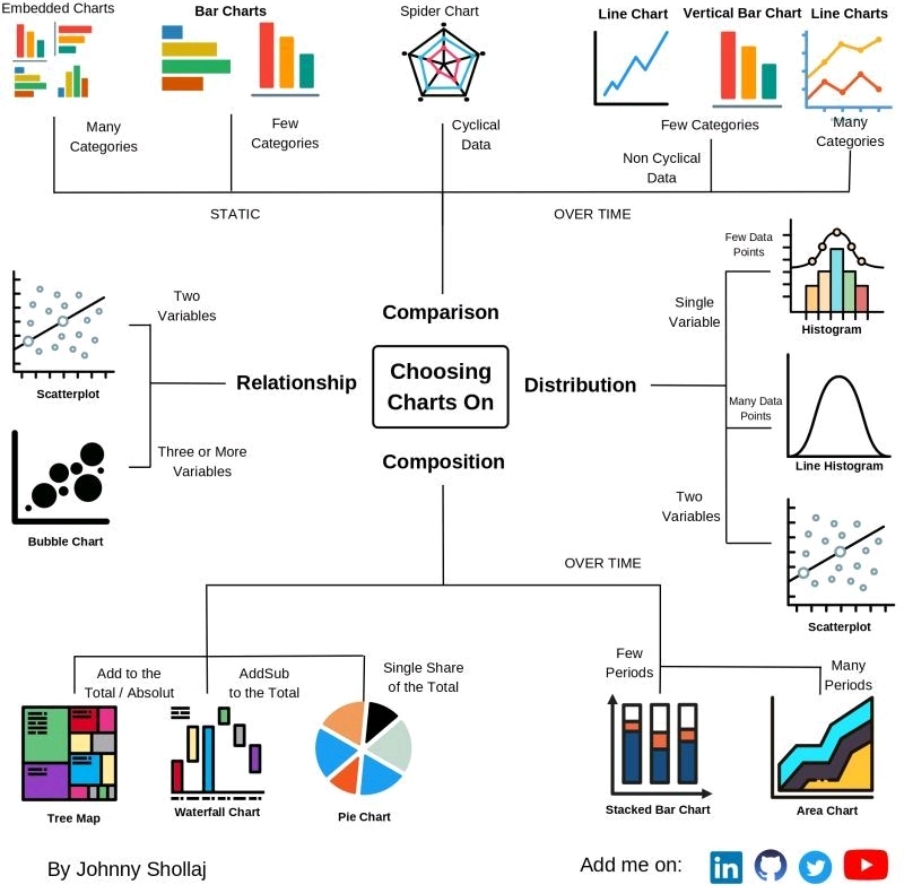 Embedded Charts
Bar Charts
Spider Chart
Line Chart
Vertical Bar Chart
Line Charts
Many
Categories
Few
Categories
Cyclical
Data
Few Categories
Many
Categories
Non Cyclical
Data
STATIC
OVER TIME
Few Data
Points
Two
Variables
Single
Variable
Comparison
Histogram
Choosing
Charts On
Relationship
Distribution
Scatterplot
Many Data
Points
Three or More
Variables
Composition
Line Histogram
Two
Variables
Bubble Chart
OVER TIME
Scatterplot
Add to the
Total / Absolut
AddSub
to the Total
Single Share
of the Total
Few
Periods
Many
Periods
Tree Map
Waterfall Chart
Pie Chart
Stacked Bar Chart
Area Chart
By Johnny Shollaj
Add me on:
in